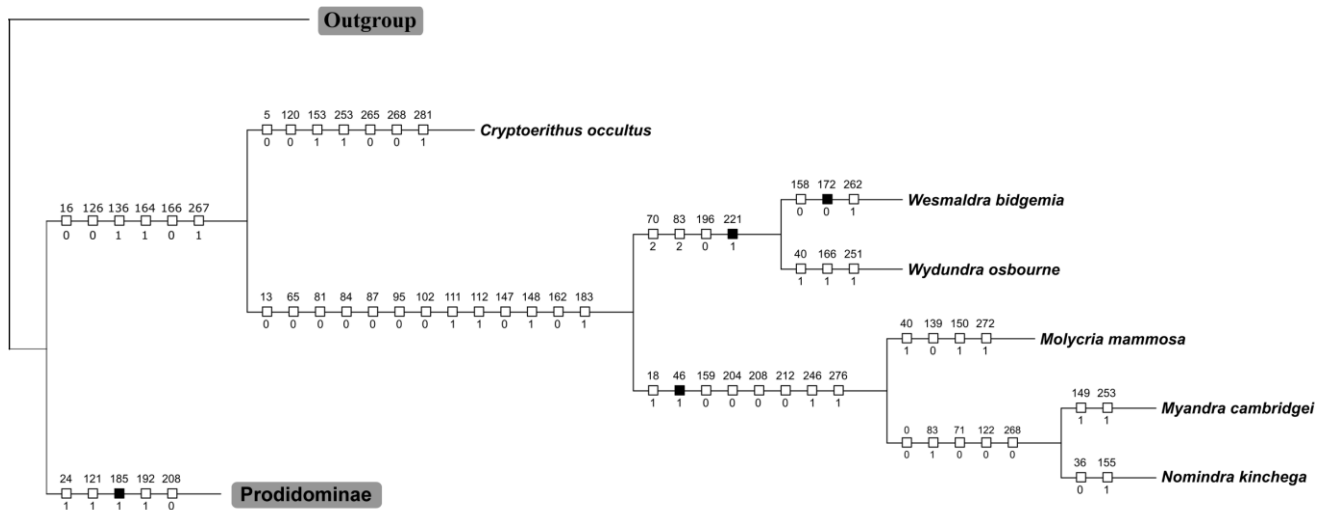 Outgroup
5 120 153 253 265 268 281
Cryptoerithus occultus
0 0 1 1 0 0 1
158 172 262
Wesmaldra bidgemia
0 0 1
16 126 136 164 166 267
0 0 1 1 0 1
70 83 196 221
2 2 0 1
40 166 251
Wydundra osbourne
1 1 1
13 65 81 84 87 95 102 111 112 147 148 162 183
0 0 0 0 0 0 0 1 1 0 1 0 1
40 139 150 272
Molycria mammosa
1 0 1 1
18 46 159 204 208 212 246 276
1 1 0 0 0 0 1 1
149 253
Myandra cambridgei
1 1
0 83 71 122 268
0 1 0 0 0
36 155
Nomindra kinchega
0 1
24 121 185 192 208
Prodidominae
1 1 1 1 0